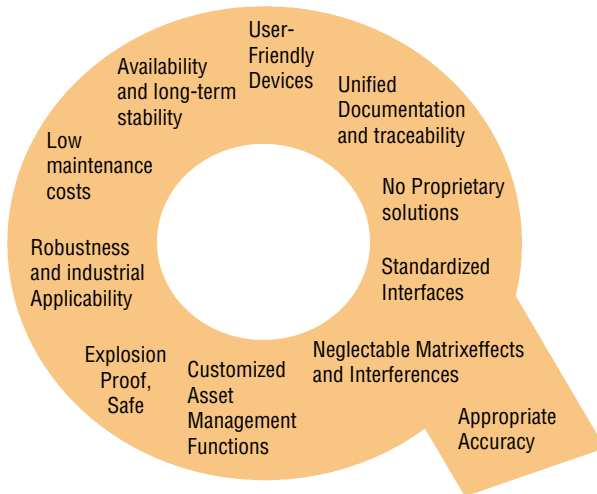 User-
Friendly
Devices
Unified
Documentation
and traceability
No Proprietary
solutions
Standardized
Interfaces
Neglectable Matrixeffects
and Interferences
Appropriate
Accuracy
Customized
Asset
Management
Functions
Explosion
Proof,
Safe
Robustness
and industrial
Applicability
Low
maintenance
costs
Availability
and long-term
stability